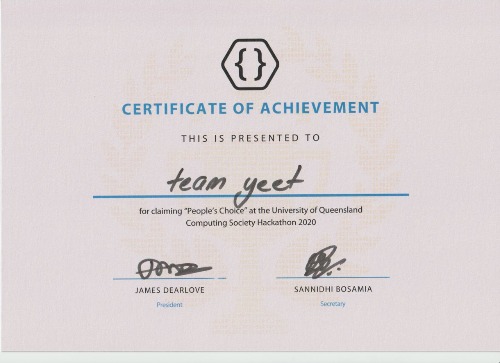 { }
CERTIFICATE OF ACHIEVEMENT
THIS IS PRESENTED TO
team yeet
for claiming "People's Choice" at the University of Queensland
Computing Society Hackathon 2020
JAMES DEARLOVE
SANNIDHI BOSAMIA
President
Secretary